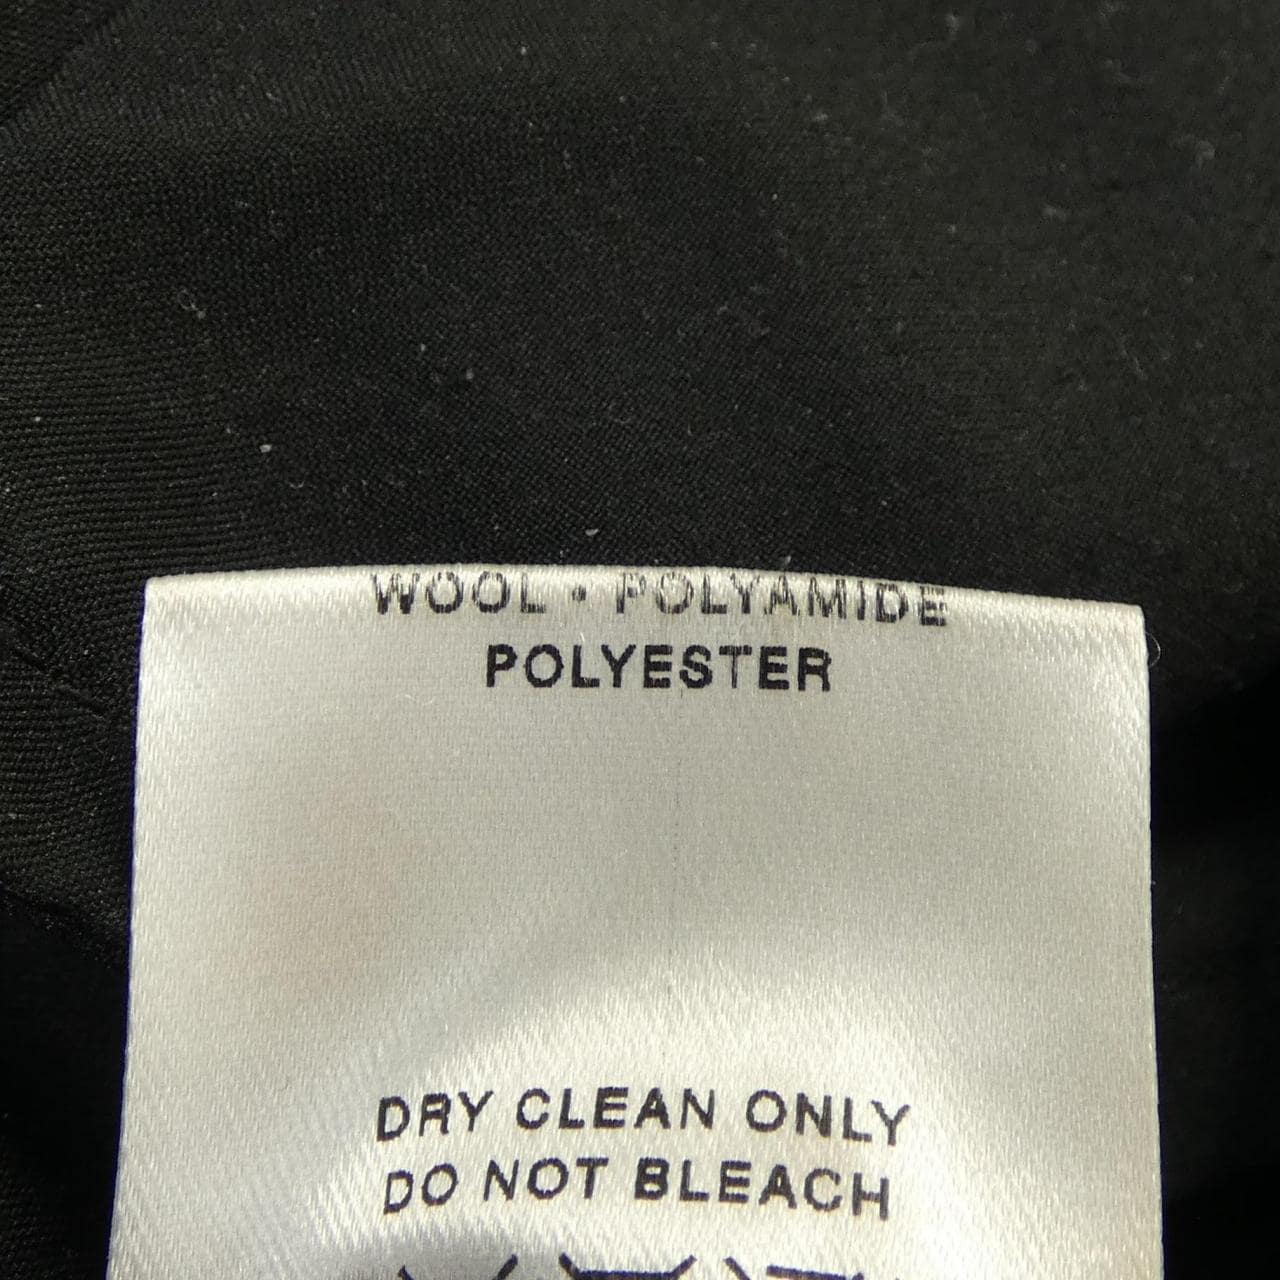 WOOL • POLYAMIDE
POLYESTER
DRY CLEAN ONLY
DO NOT BLEACH